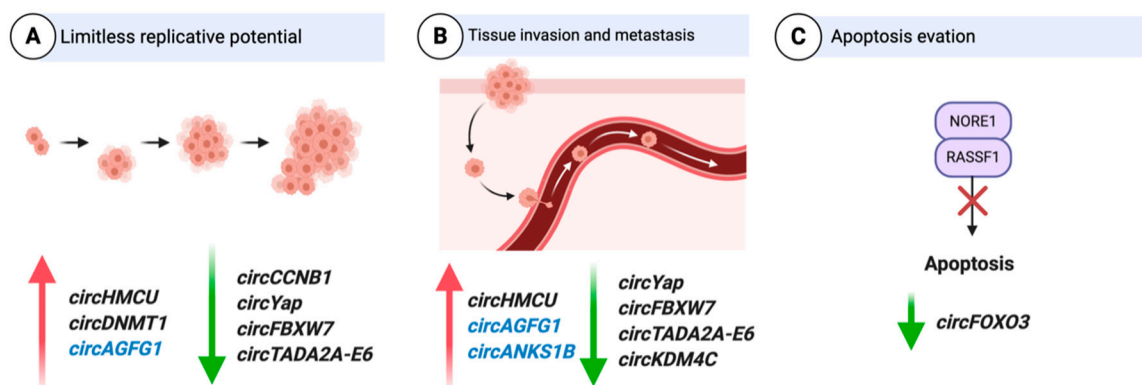 A Limitless replicative potential
circHMCU
circDNMT1
circAGFG1
circCCNB1
circYap
circFBXW7
circTADA2A-E6
B Tissue invasion and metastasis
circHMCU
circAGFG1
circANKS1B
circYap
circFBXW7
circTADA2A-E6
circKDM4C
C Apoptosis evation
NORE1
RASSF1
Apoptosis
circFOXO3